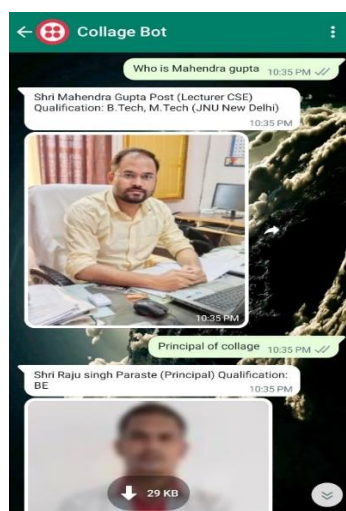 Collage Bot
Who is Mahendra gupta 10:35 PM
Shri Mahendra Gupta Post (Lecturer CSE)
Qualification: B.Tech, M.Tech (JNU New Delhi)
10:35 PM
10:35 PM
Principal of collage 10:35 PM
Shri Raju singh Paraste (Principal) Qualification:
BE
10:35 PM
29 KB